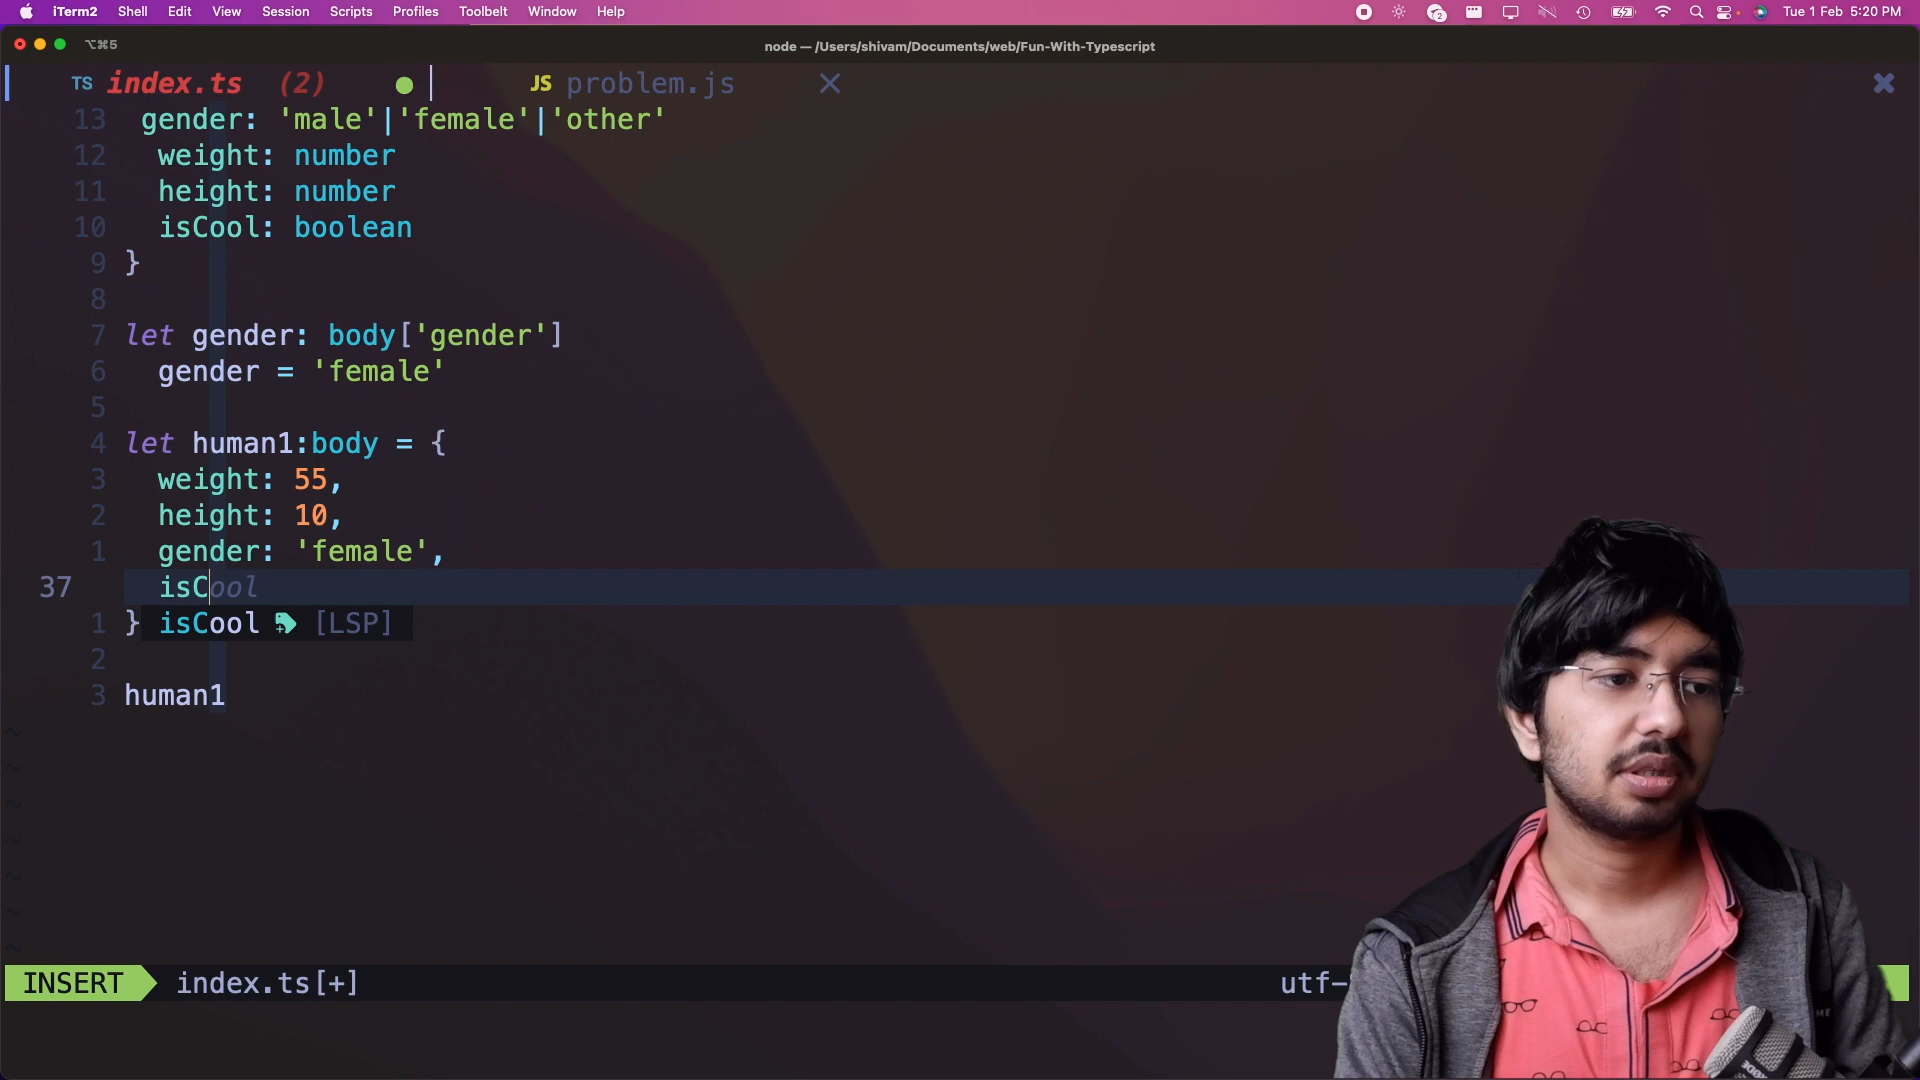 iTerm2 Shell Edit View Session Scripts Profiles Toolbelt Window Help 2 Tue 1 Feb 5:20 PM
⌥⌘5 node — /Users/shivam/Documents/web/Fun-With-Typescript
TS index.ts (2) JS problem.js
13 gender: 'male'|'female'|'other'
12 weight: number
11 height: number
10 isCool: boolean
9 }
8
7 let gender: body['gender']
6 gender = 'female'
5
4 let human1:body = {
3 weight: 55,
2 height: 10,
1 gender: 'female',
37 isCool
1 } isCool [LSP]
2
3 human1
~
~
~
~
~
~
~
INSERT index.ts[+] utf-